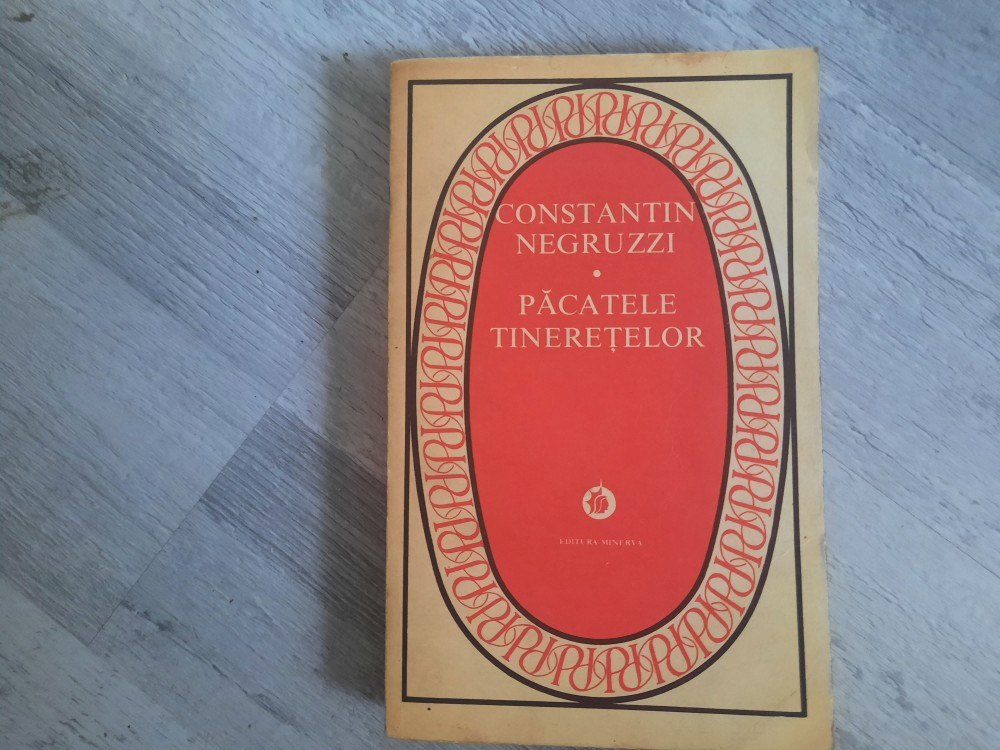 CONSTANTIN
NEGRUZZI
•
PĂCATELE
TINEREȚELOR
EDITURA MINERVA